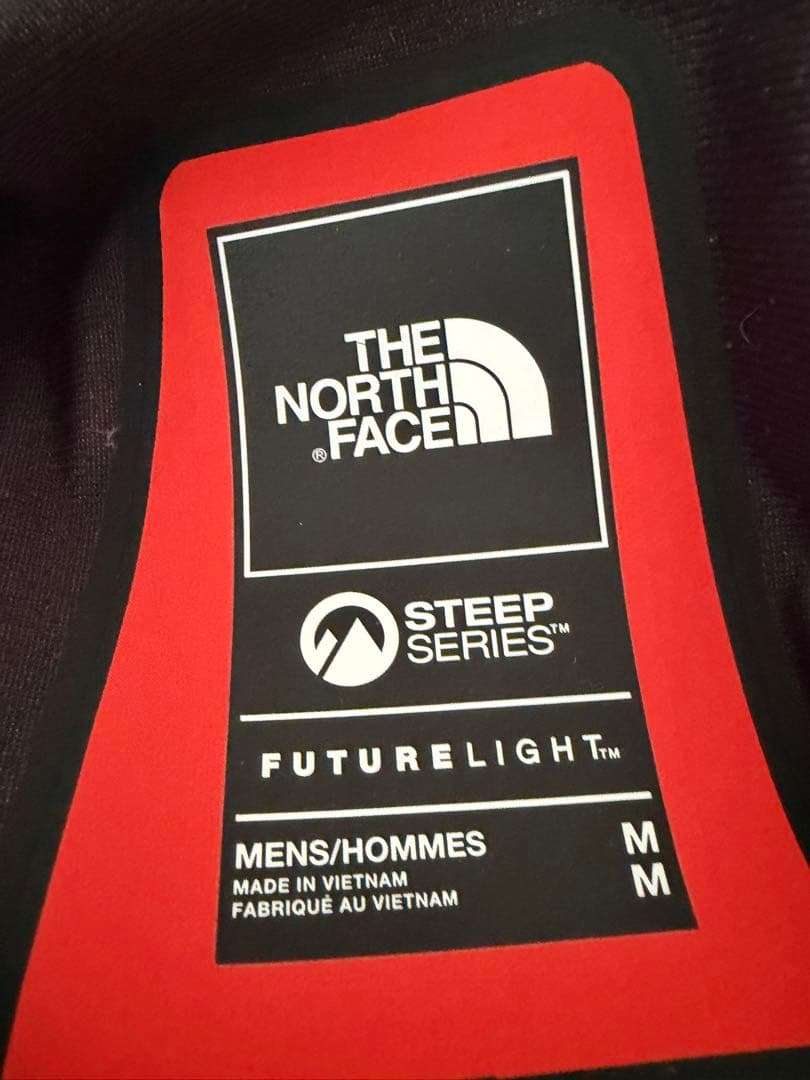 THE
NORTH
® FACE
STEEP
SERIES™
FUTURELIGHT™
MENS/HOMMES M
MADE IN VIETNAM M
FABRIQUÉ AU VIETNAM